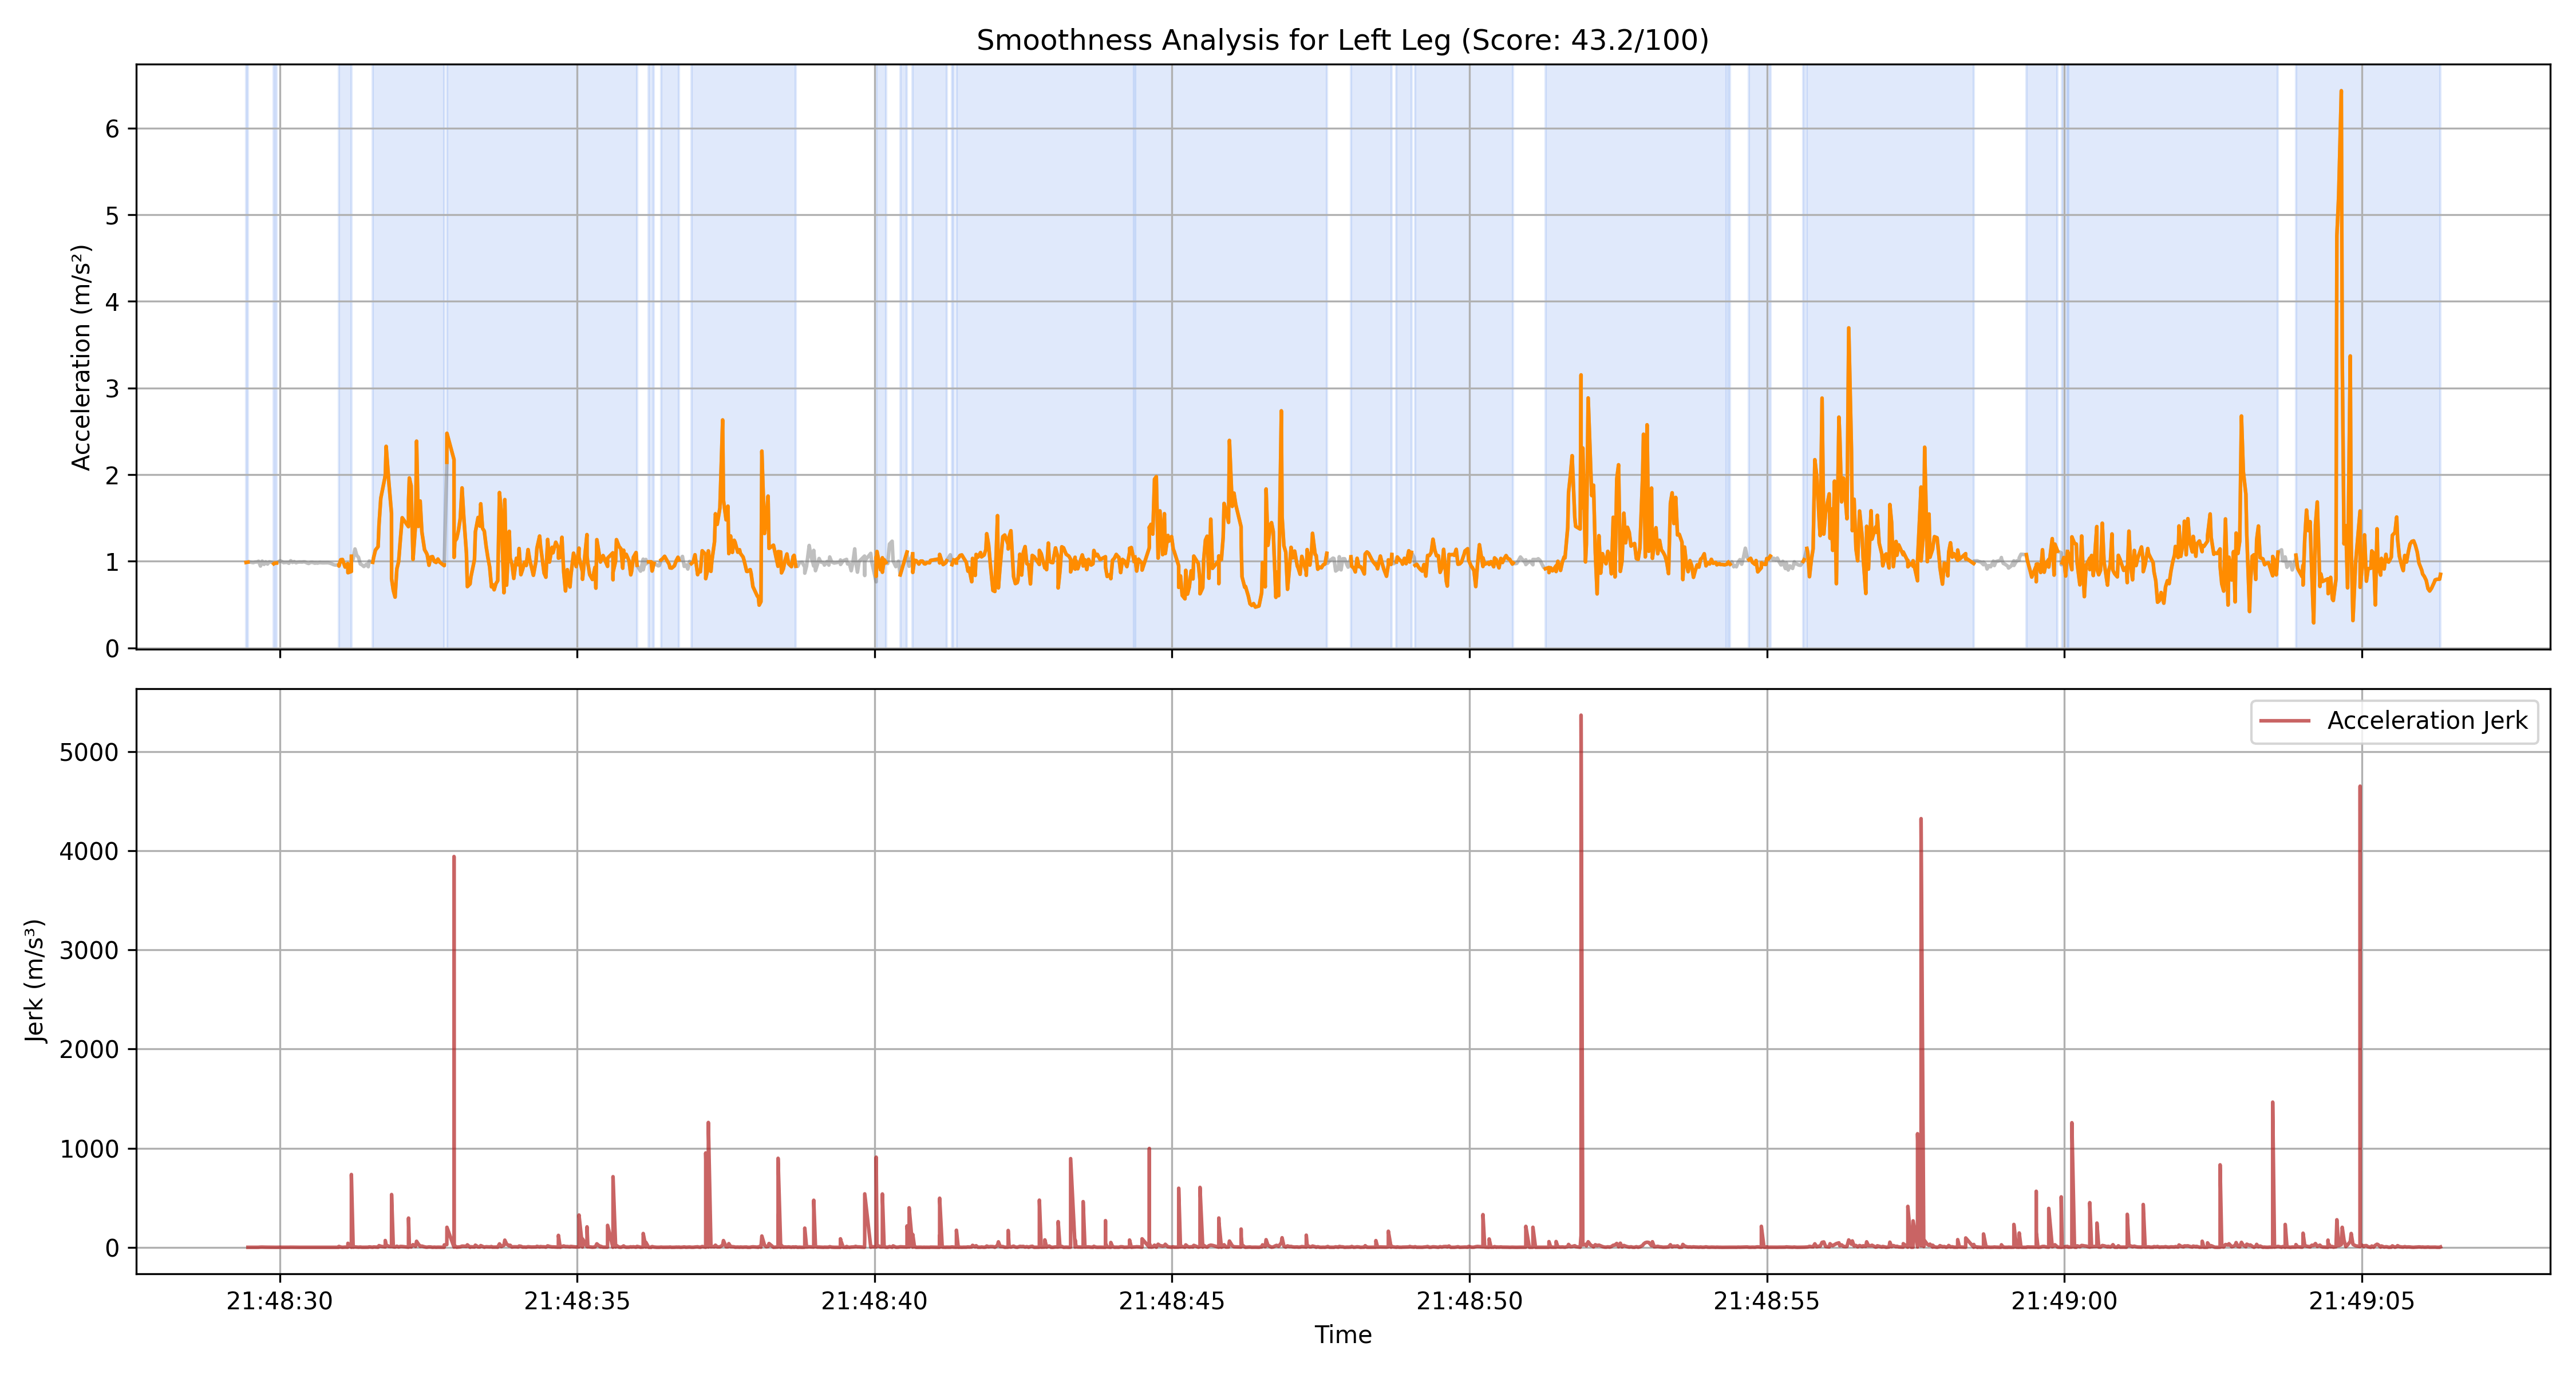 Smoothness Analysis for Left Leg (Score: 43.2/100)
Acceleration (m/s²)
6
5
4
3
2
1
0
Acceleration Jerk
Jerk (m/s³)
5000
4000
3000
2000
1000
0
21:48:30 21:48:35 21:48:40 21:48:45 21:48:50 21:48:55 21:49:00 21:49:05
Time